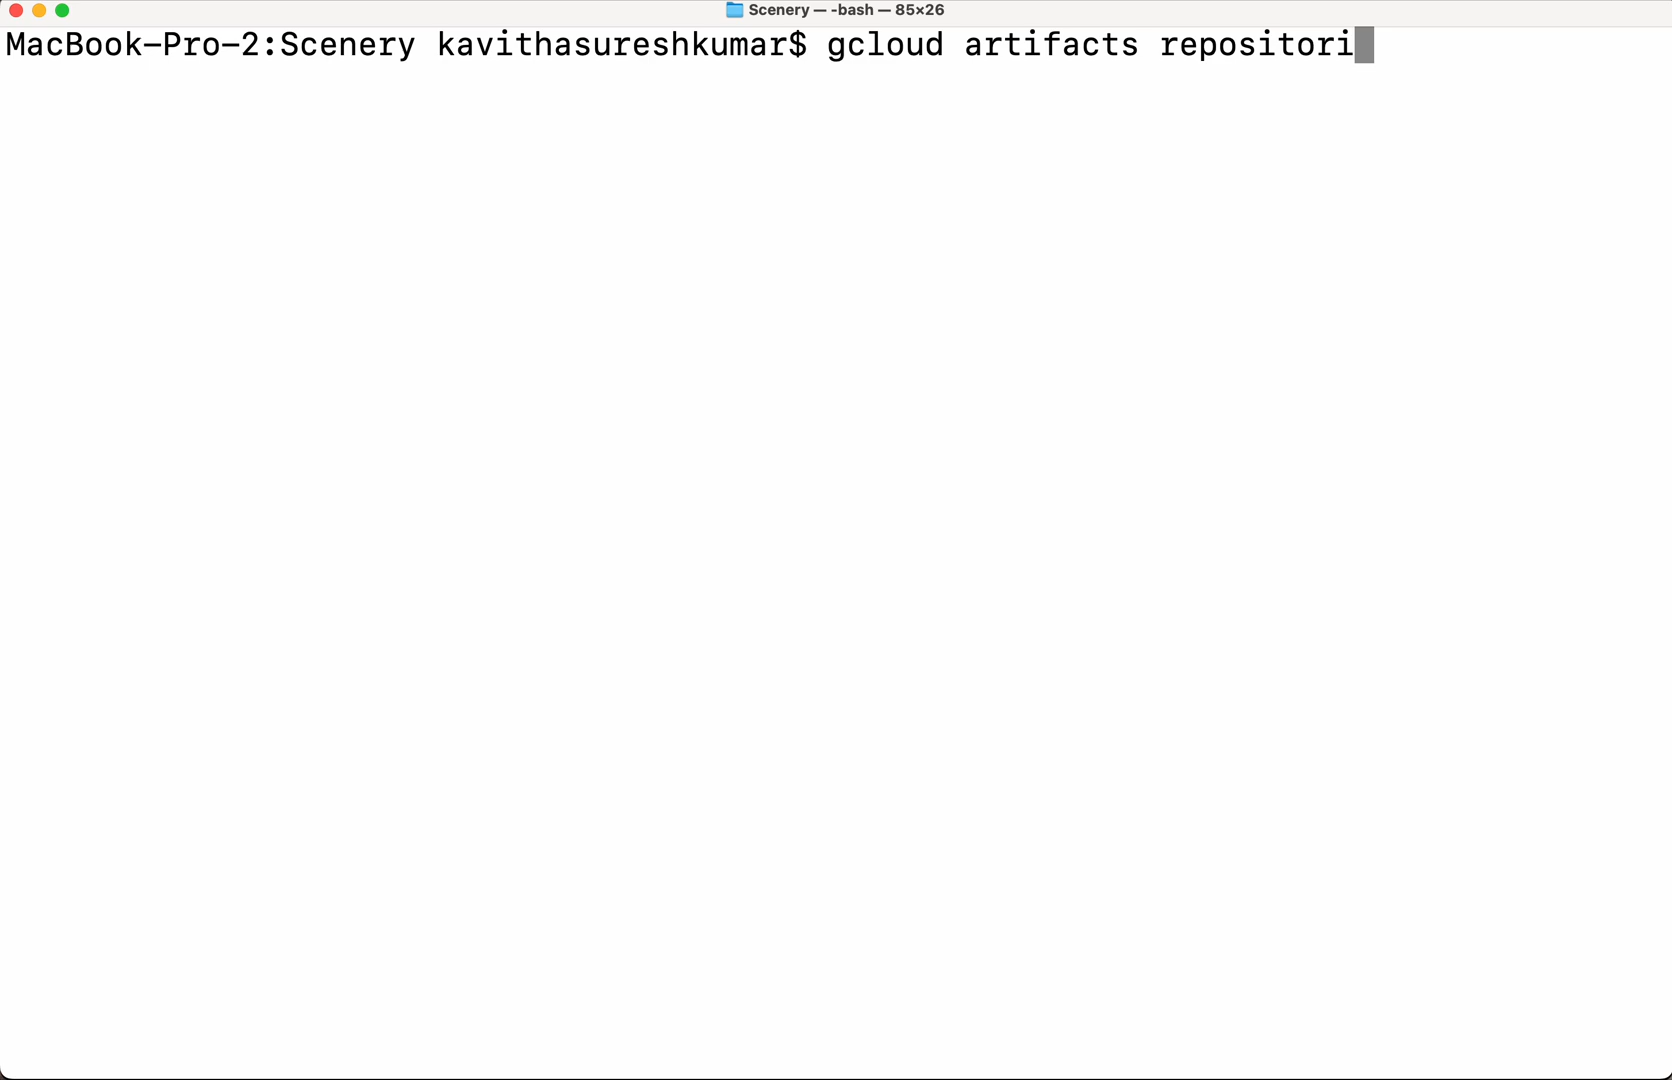 Scenery — -bash — 85×26
MacBook-Pro-2:Scenery kavithasureshkumar$ gcloud artifacts repositori